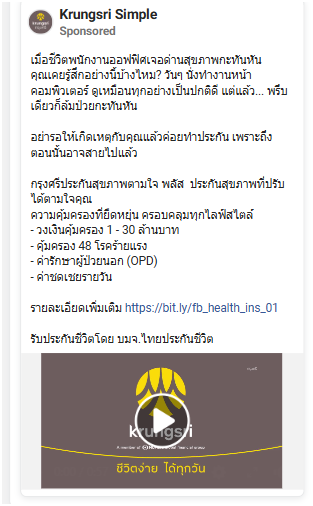 Krungsri Simple
Sponsored
เมื่อชีวิตพนักงานออฟฟิศเจอด่านสุขภาพกะทันหัน
คุณเคยรู้สึกอย่างนี้บ้างไหม? วันๆ นั่งทำงานหน้า
คอมพิวเตอร์ ดูเหมือนทุกอย่างเป็นปกติดี แต่แล้ว... พริบ
เดียวก็ล้มป่วยกะทันหัน
อย่ารอให้เกิดเหตุกับคุณแล้วค่อยทำประกัน เพราะถึง
ตอนนั้นอาจสายไปแล้ว
กรุงศรีประกันสุขภาพตามใจ พลัส ประกันสุขภาพที่ปรับ
ได้ตามใจคุณ
ความคุ้มครองที่ยืดหยุ่น ครอบคลุมทุกไลฟ์สไตล์
- วงเงินคุ้มครอง 1 - 30 ล้านบาท
- คุ้มครอง 48 โรคร้ายแรง
- ค่ารักษาผู้ป่วยนอก (OPD)
- ค่าชดเชยรายวัน
รายละเอียดเพิ่มเติม https://bit.ly/fb_health_ins_01
รับประกันชีวิตโดย บมจ.ไทยประกันชีวิต
krungsri
A member of MUFG
ชีวิตง่าย ได้ทุกวัน